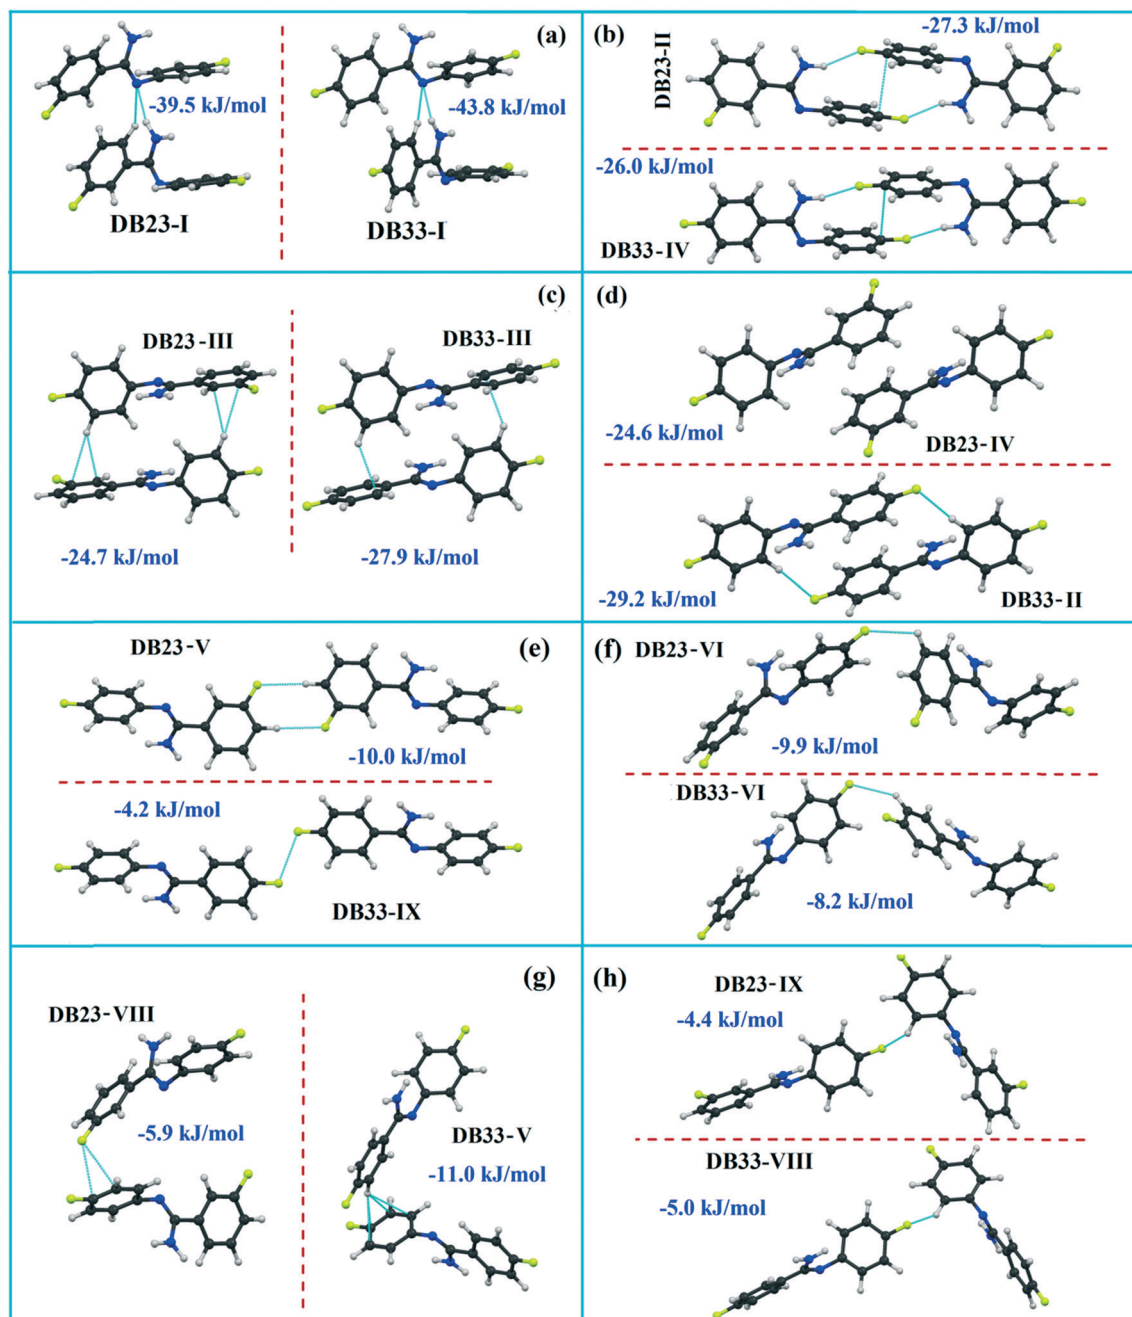 (a)
-39.5 kJ/mol
-43.8 kJ/mol
DB23-I
DB33-I
(b)
-27.3 kJ/mol
DB23-II
-26.0 kJ/mol
DB33-IV
(c)
DB23-III
DB33-III
-24.7 kJ/mol
-27.9 kJ/mol
(d)
-24.6 kJ/mol
DB23-IV
-29.2 kJ/mol
DB33-II
DB23-V
(e)
-10.0 kJ/mol
-4.2 kJ/mol
DB33-IX
(f)
DB23-VI
-9.9 kJ/mol
DB33-VI
-8.2 kJ/mol
(g)
DB23-VIII
-5.9 kJ/mol
DB33-V
-11.0 kJ/mol
(h)
DB23-IX
-4.4 kJ/mol
DB33-VIII
-5.0 kJ/mol